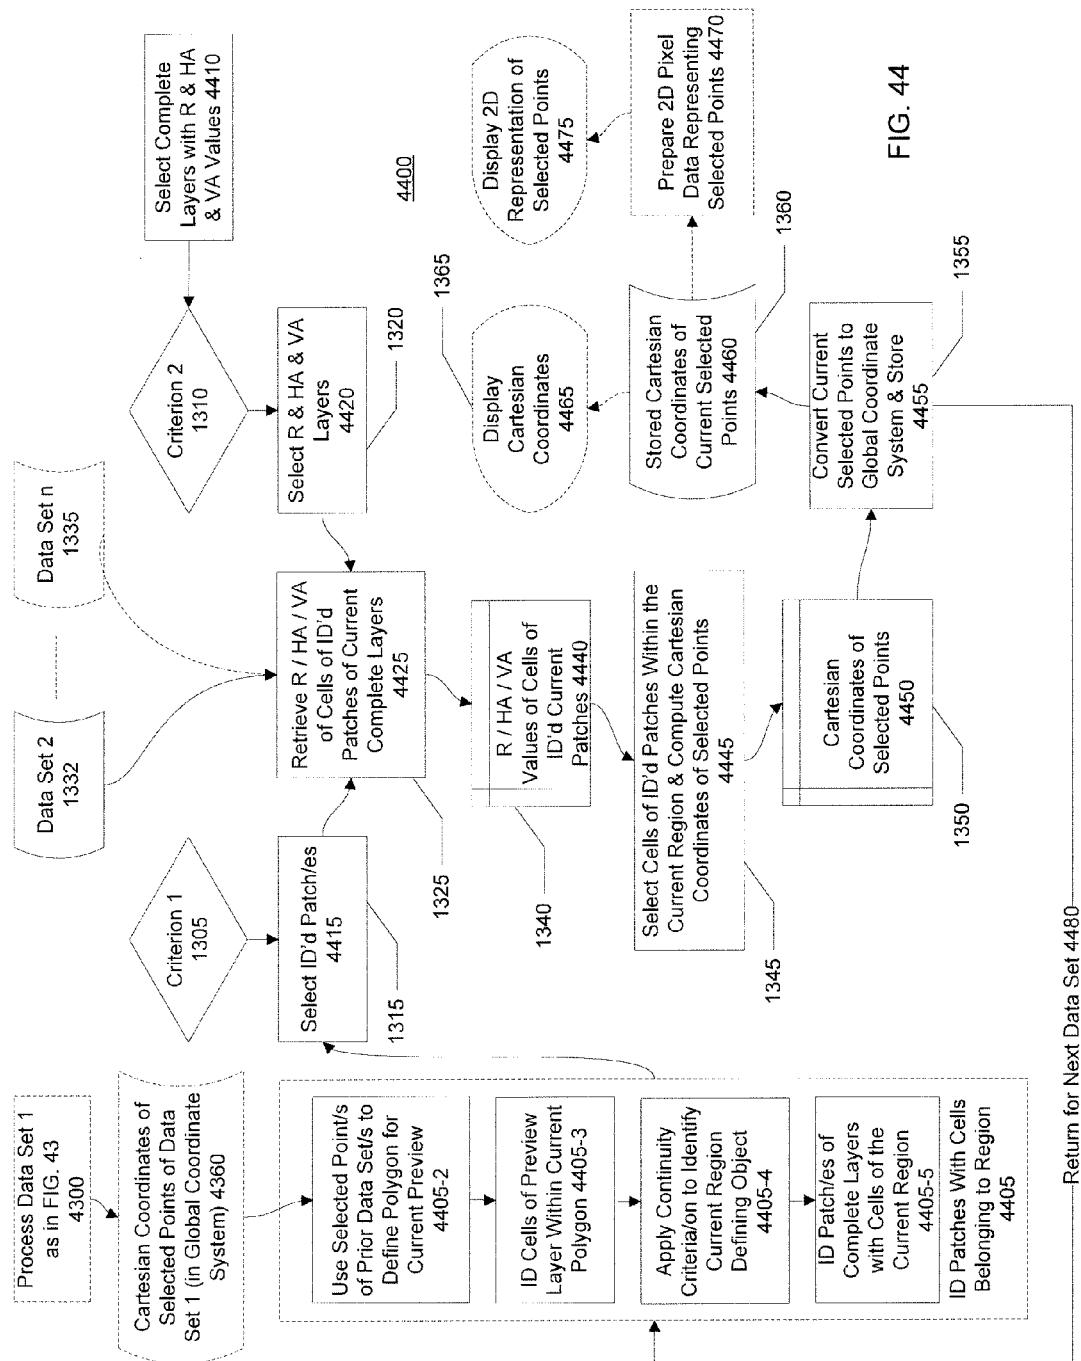 Process Data Set 1
as in FIG. 43
4300
Cartesian Coordinates of
Selected Points of Data
Set 1 (in Global Coordinate
System) 4360
Use Selected Point/s
of Prior Data Set/s to
Define Polygon for
Current Preview
4405-2
ID Cells of Preview
Layer Within Current
Polygon 4405-3
Apply Continuity
Criteria/on to Identify
Current Region
Defining Object
4405-4
ID Patch/es of
Complete Layers
with Cells of the
Current Region
4405-5
ID Patches With Cells
Belonging to Region
4405
Criterion 1
1305
Select ID'd Patch/es
4415
1315
Data Set 2
1332
Data Set n
1335
Retrieve R / HA / VA
of Cells of ID'd
Patches of Current
Complete Layers
4425
1325
Select Complete
Layers with R & HA
& VA Values 4410
Criterion 2
1310
Select R & HA & VA
Layers
4420
1320
R / HA / VA
Values of Cells of
ID'd Current
Patches 4440
1340
Select Cells of ID'd Patches Within the
Current Region & Compute Cartesian
Coordinates of Selected Points
4445
1345
Cartesian
Coordinates of
Selected Points
4450
1350
Convert Current
Selected Points to
Global Coordinate
System & Store
4455
1355
Stored Cartesian
Coordinates of
Current Selected
Points 4460
1360
Display
Cartesian
Coordinates
4465
1365
Prepare 2D Pixel
Data Representing
Selected Points 4470
Display 2D
Representation of
Selected Points
4475
4400
Return for Next Data Set 4480
FIG. 44